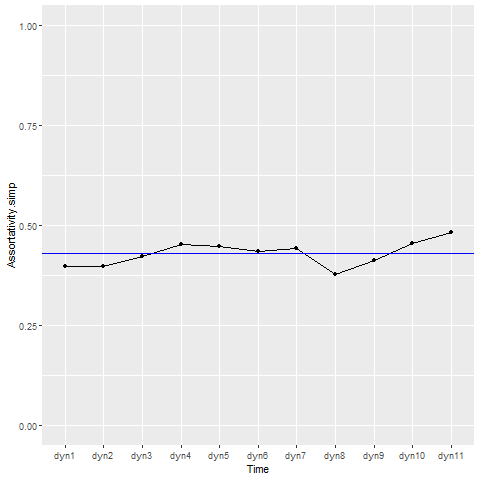 1.00
0.75
0.50
0.25
0.00
Assortativity.simp
dyn1 dyn2 dyn3 dyn4 dyn5 dyn6 dyn7 dyn8 dyn9 dyn10 dyn11
Time